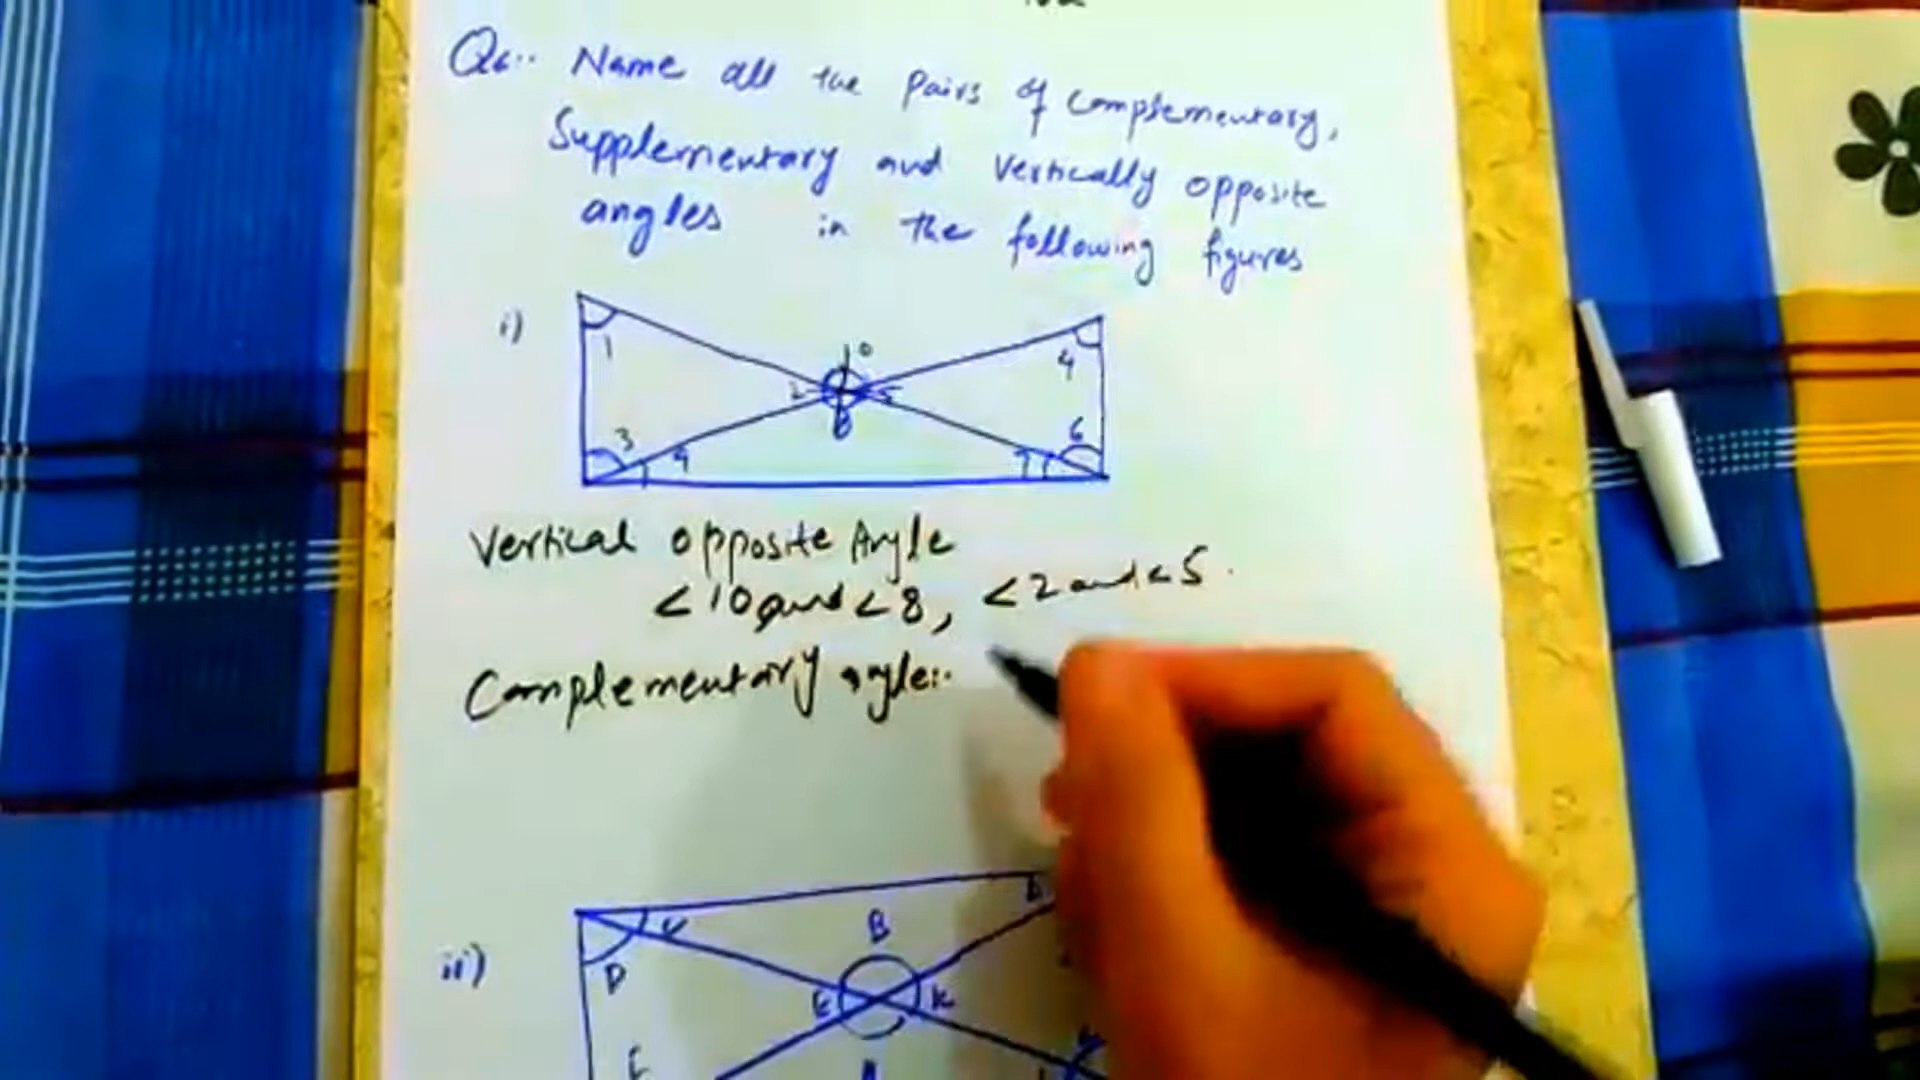 Q6:. Name all the pairs of complementary,
Supplementary and vertically opposite
angles in the following figures
i)
1
10
2
5
8
4
3
9
7
6
Vertical opposite Angle
<10 and <8, <2 and <5.
Complementary agle:.
ii)
B
D
E
K
A